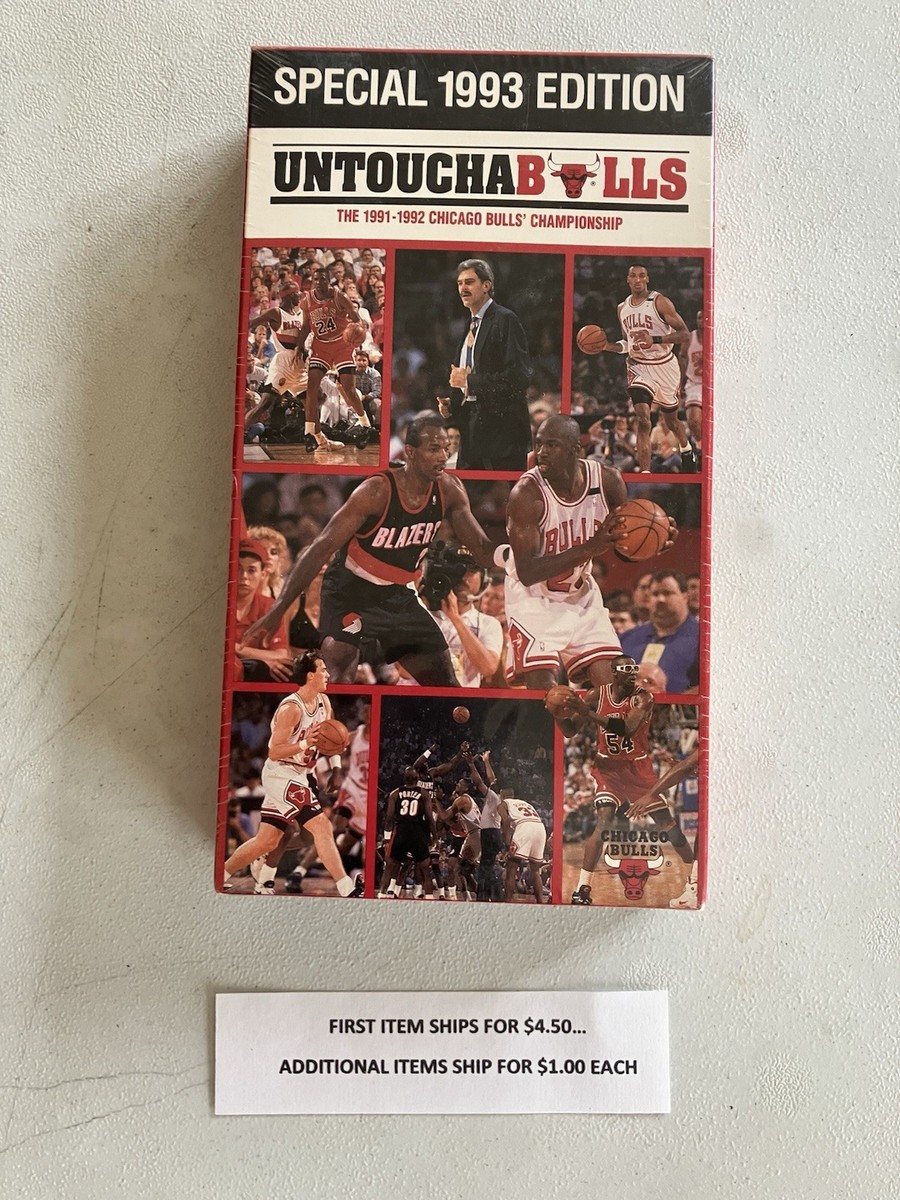 SPECIAL 1993 EDITION
UNTOUCHABULLS
THE 1991-1992 CHICAGO BULLS' CHAMPIONSHIP
24
BULLS
BLAZERS
BULLS
54
PORTER
30
CHICAGO
BULLS
FIRST ITEM SHIPS FOR $4.50...
ADDITIONAL ITEMS SHIP FOR $1.00 EACH